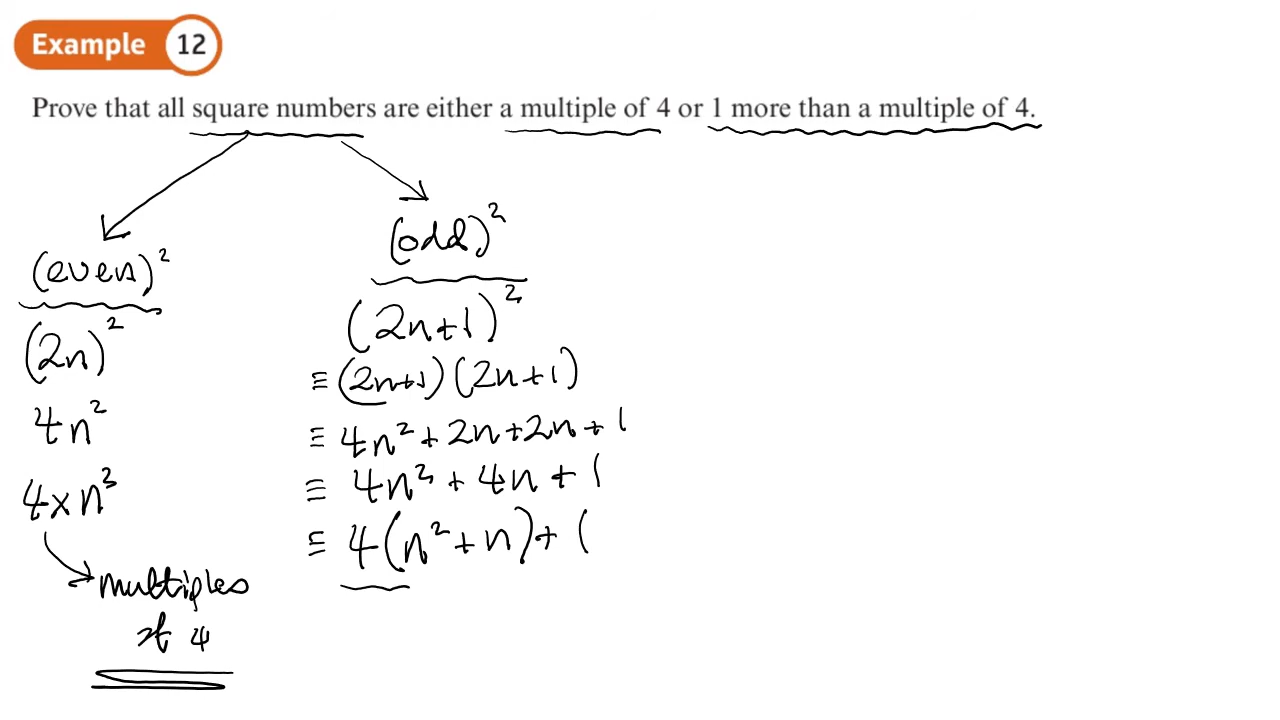 Example 12
Prove that all square numbers are either a multiple of 4 or 1 more than a multiple of 4.
(even)²
(2n)²
4n²
4×n²
multiples
of 4
(odd)²
(2n+1)²
≡ (2n+1)(2n+1)
≡ 4n²+2n+2n+1
≡ 4n²+4n+1
≡ 4(n²+n)+1